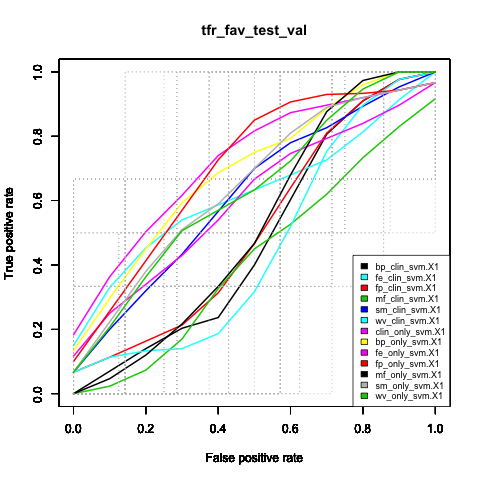 tfr_fav_test_val
True positive rate
1.0
0.8
0.6
0.4
0.2
0.0
bp_clin_svm.X1
fe_clin_svm.X1
fp_clin_svm.X1
mf_clin_svm.X1
sm_clin_svm.X1
wv_clin_svm.X1
clin_only_svm.X1
bp_only_svm.X1
fe_only_svm.X1
fp_only_svm.X1
mf_only_svm.X1
sm_only_svm.X1
wv_only_svm.X1
0.0 0.2 0.4 0.6 0.8 1.0
False positive rate